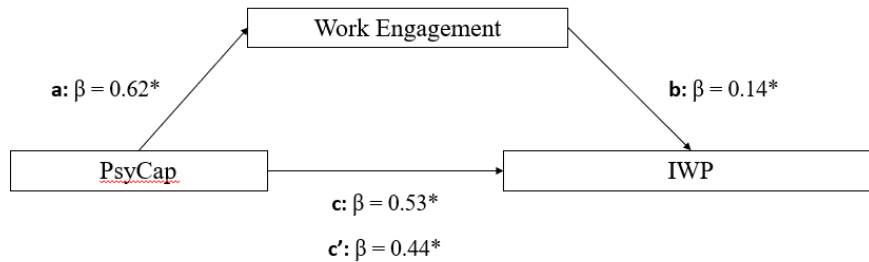 Work Engagement
a: β = 0.62*
b: β = 0.14*
PsyCap
IWP
c: β = 0.53*
c’: β = 0.44*